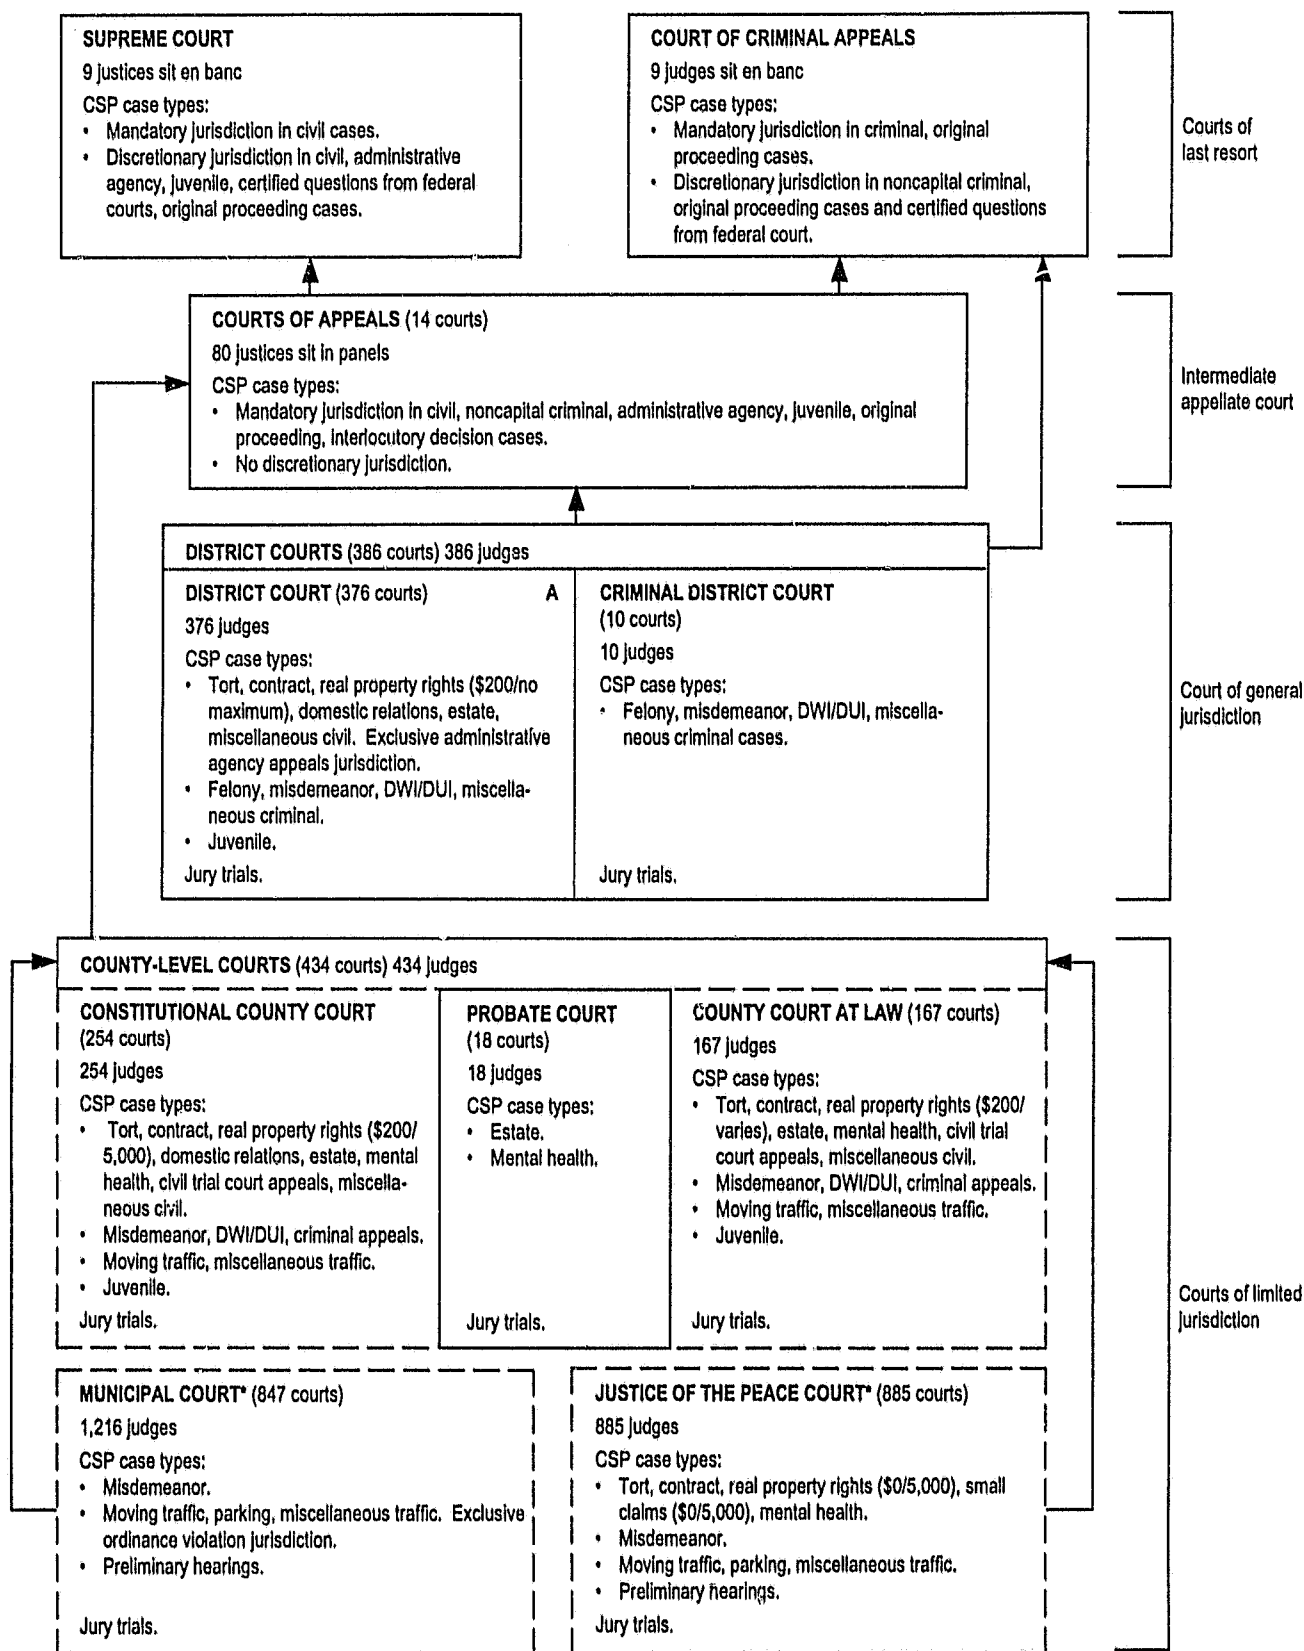 SUPREME COURT
9 justices sit en banc
CSP case types:
• Mandatory jurisdiction in civil cases.
• Discretionary jurisdiction in civil, administrative
agency, juvenile, certified questions from federal
courts, original proceeding cases.
COURT OF CRIMINAL APPEALS
9 judges sit en banc
CSP case types:
• Mandatory jurisdiction in criminal, original
proceeding cases.
• Discretionary jurisdiction in noncapital criminal,
original proceeding cases and certified questions
from federal court.
Courts of
last resort
COURTS OF APPEALS (14 courts)
80 justices sit in panels
CSP case types:
• Mandatory jurisdiction in civil, noncapital criminal, administrative agency, juvenile, original
proceeding, interlocutory decision cases.
• No discretionary jurisdiction.
Intermediate
appellate court
DISTRICT COURTS (386 courts) 386 judges
DISTRICT COURT (376 courts) A
376 judges
CSP case types:
• Tort, contract, real property rights ($200/no
maximum), domestic relations, estate,
miscellaneous civil. Exclusive administrative
agency appeals jurisdiction.
• Felony, misdemeanor, DWI/DUI, miscella-
neous criminal.
• Juvenile.
Jury trials.
CRIMINAL DISTRICT COURT
(10 courts)
10 judges
CSP case types:
• Felony, misdemeanor, DWI/DUI, miscella-
neous criminal cases.
Jury trials.
Court of general
jurisdiction
COUNTY-LEVEL COURTS (434 courts) 434 judges
CONSTITUTIONAL COUNTY COURT
(254 courts)
254 judges
CSP case types:
• Tort, contract, real property rights ($200/
5,000), domestic relations, estate, mental
health, civil trial court appeals, miscella-
neous civil.
• Misdemeanor, DWI/DUI, criminal appeals.
• Moving traffic, miscellaneous traffic.
• Juvenile.
Jury trials.
PROBATE COURT
(18 courts)
18 judges
CSP case types:
• Estate.
• Mental health.
Jury trials.
COUNTY COURT AT LAW (167 courts)
167 judges
CSP case types:
• Tort, contract, real property rights ($200/
varies), estate, mental health, civil trial
court appeals, miscellaneous civil.
• Misdemeanor, DWI/DUI, criminal appeals.
• Moving traffic, miscellaneous traffic.
• Juvenile.
Jury trials.
Courts of limited
jurisdiction
MUNICIPAL COURT* (847 courts)
1,216 judges
CSP case types:
• Misdemeanor.
• Moving traffic, parking, miscellaneous traffic. Exclusive
ordinance violation jurisdiction.
• Preliminary hearings.
Jury trials.
JUSTICE OF THE PEACE COURT* (885 courts)
885 judges
CSP case types:
• Tort, contract, real property rights ($0/5,000), small
claims ($0/5,000), mental health.
• Misdemeanor.
• Moving traffic, parking, miscellaneous traffic.
• Preliminary hearings.
Jury trials.